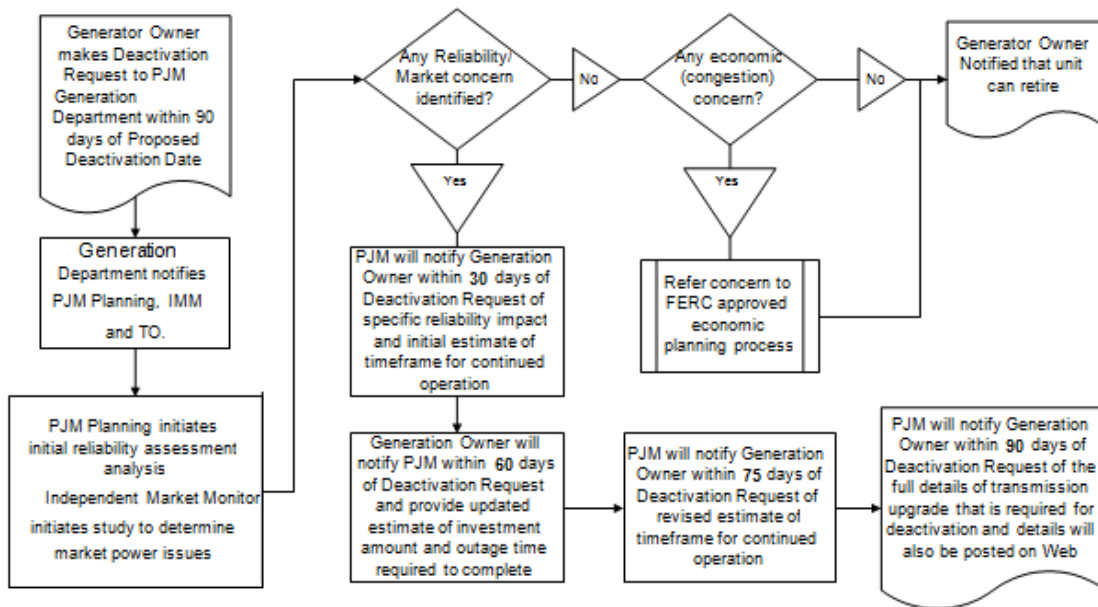 Generator Owner
makes Deactivation
Request to PJM
Generation
Department within 90
days of Proposed
Deactivation Date
Generation
Department notifies
PJM Planning, IMM
and TO.
PJM Planning initiates
initial reliability assessment
analysis
Independent Market Monitor
initiates study to determine
market power issues
Any Reliability/
Market concern
identified?
No
Any economic
(congestion)
concern?
No
Generator Owner
Notified that unit
can retire
Yes
Yes
PJM will notify Generation
Owner within 30 days of
Deactivation Request of
specific reliability impact
and initial estimate of
timeframe for continued
operation
Refer concern to
FERC approved
economic
planning process
Generation Owner will
notify PJM within 60 days
of Deactivation Request
and provide updated
estimate of investment
amount and outage time
required to complete
PJM will notify Generation
Owner within 75 days of
Deactivation Request of
revised estimate of
timeframe for continued
operation
PJM will notify Generation
Owner within 90 days of
Deactivation Request of the
full details of transmission
upgrade that is required for
deactivation and details will
also be posted on Web